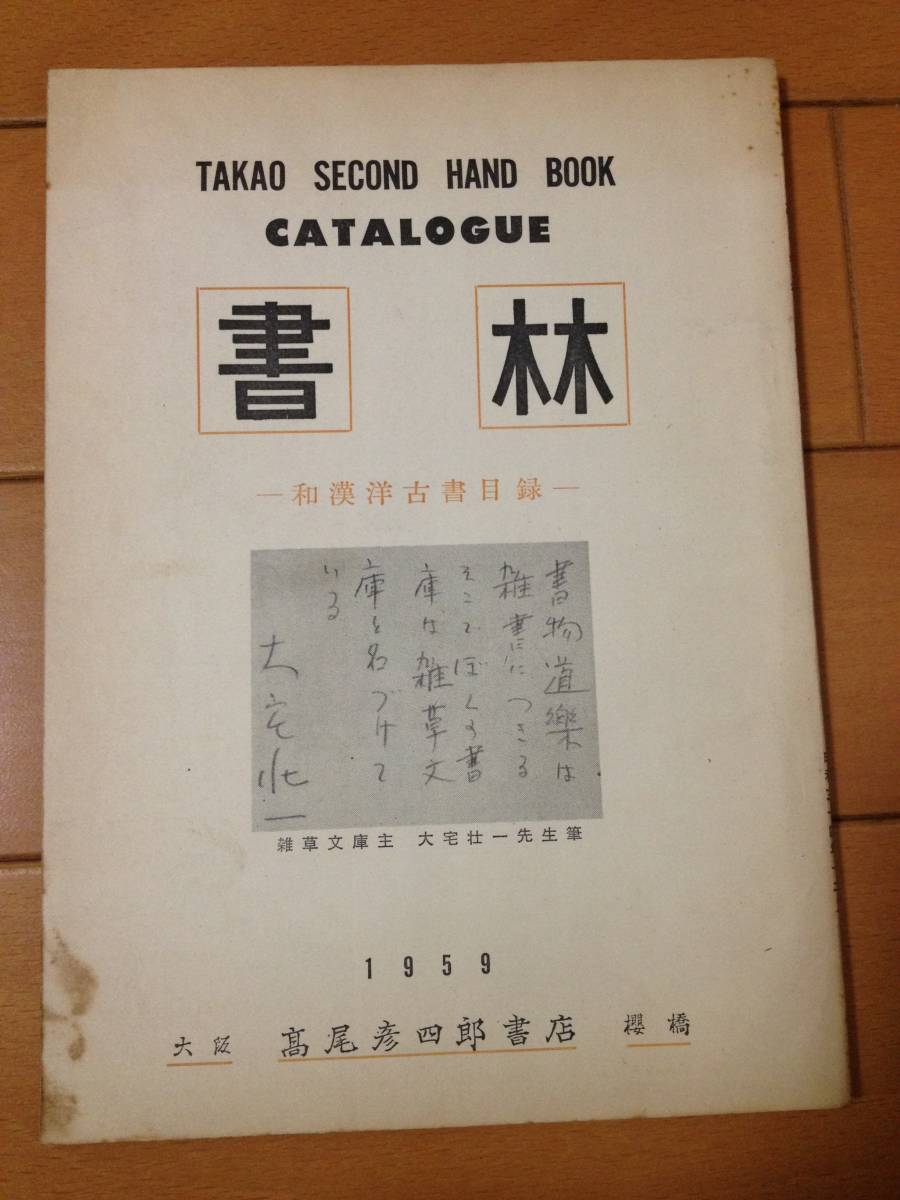 TAKAO SECOND HAND BOOK
CATALOGUE
書林
—和漢洋古書目録—
書物道樂は
雑書に つきる
そこでぼくの書
庫は雑草文
庫と名づけて
いる
大宅壮一
雑草文庫主 大宅壮一先生筆
1959
大阪 髙尾彦四郎書店 櫻橋